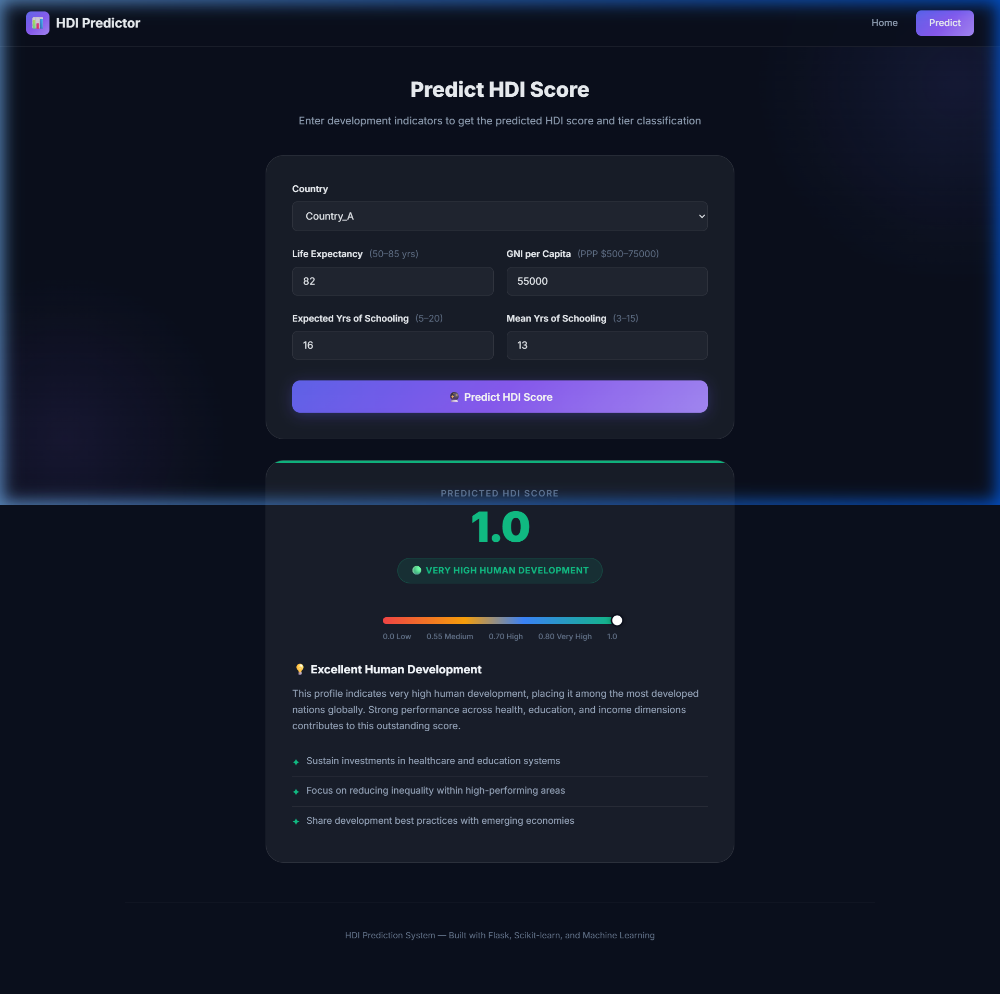 HDI Predictor
Home
Predict
Predict HDI Score
Enter development indicators to get the predicted HDI score and tier classification
Country
Country_A
Life Expectancy (50–85 yrs)
GNI per Capita (PPP $500–75000)
82
55000
Expected Yrs of Schooling (5–20)
Mean Yrs of Schooling (3–15)
16
13
Predict HDI Score
PREDICTED HDI SCORE
1.0
VERY HIGH HUMAN DEVELOPMENT
0.0 Low
0.55 Medium
0.70 High
0.80 Very High
1.0
Excellent Human Development
This profile indicates very high human development, placing it among the most developed
nations globally. Strong performance across health, education, and income dimensions
contributes to this outstanding score.
Sustain investments in healthcare and education systems
Focus on reducing inequality within high-performing areas
Share development best practices with emerging economies
HDI Prediction System — Built with Flask, Scikit-learn, and Machine Learning